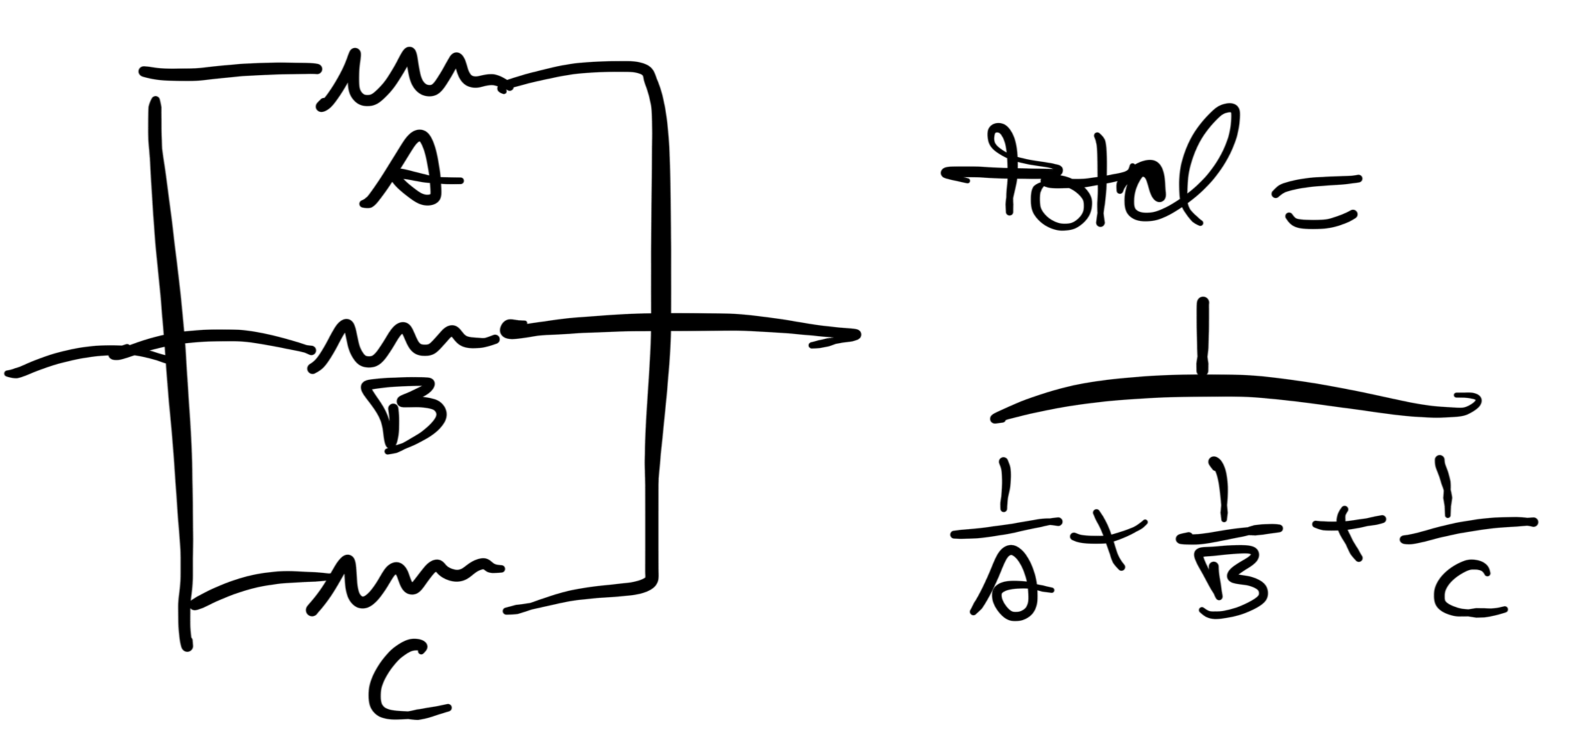 A
B
C
total =
1
1/A + 1/B + 1/C